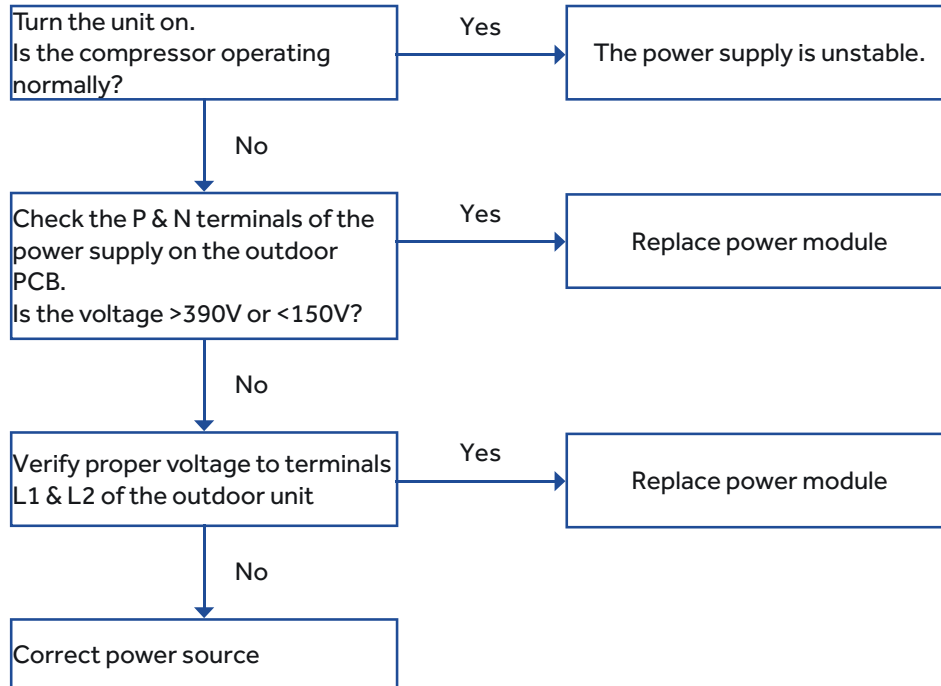 Turn the unit on.
Is the compressor operating
normally?
Yes
The power supply is unstable.
No
Check the P & N terminals of the
power supply on the outdoor
PCB.
Is the voltage >390V or <150V?
Yes
Replace power module
No
Verify proper voltage to terminals
L1 & L2 of the outdoor unit
Yes
Replace power module
No
Correct power source